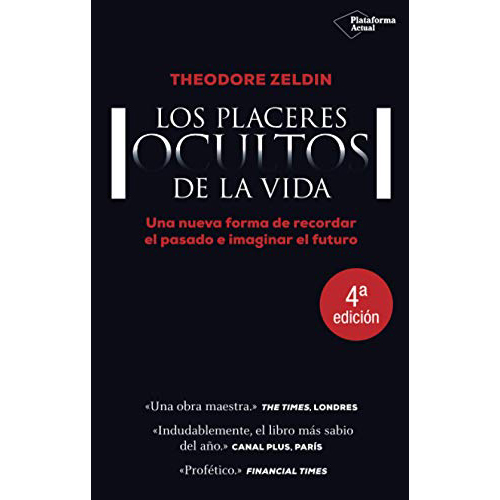 Plataforma
Actual
THEODORE ZELDIN
LOS PLACERES
OCULTOS
DE LA VIDA
Una nueva forma de recordar
el pasado e imaginar el futuro
4ª
edición
«Una obra maestra.» THE TIMES, LONDRES
«Indudablemente, el libro más sabio
del año.» CANAL PLUS, PARÍS
«Profético.» FINANCIAL TIMES